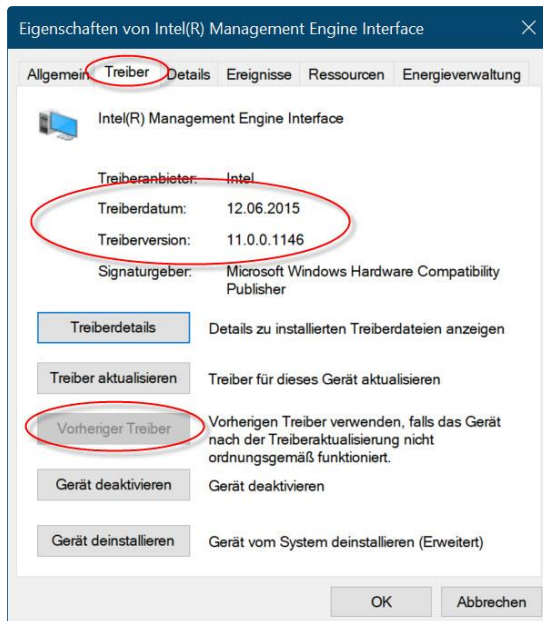 Eigenschaften von Intel(R) Management Engine Interface
Allgemein Treiber Details Ereignisse Ressourcen Energieverwaltung
Intel(R) Management Engine Interface
Treiberanbieter: Intel
Treiberdatum: 12.06.2015
Treiberversion: 11.0.0.1146
Signaturgeber: Microsoft Windows Hardware Compatibility
Publisher
Treiberdetails Details zu installierten Treiberdateien anzeigen
Treiber aktualisieren Treiber für dieses Gerät aktualisieren
Vorheriger Treiber Vorherigen Treiber verwenden, falls das Gerät
nach der Treiberaktualisierung nicht
ordnungsgemäß funktioniert.
Gerät deaktivieren Gerät deaktivieren
Gerät deinstallieren Gerät vom System deinstallieren (Erweitert)
OK Abbrechen